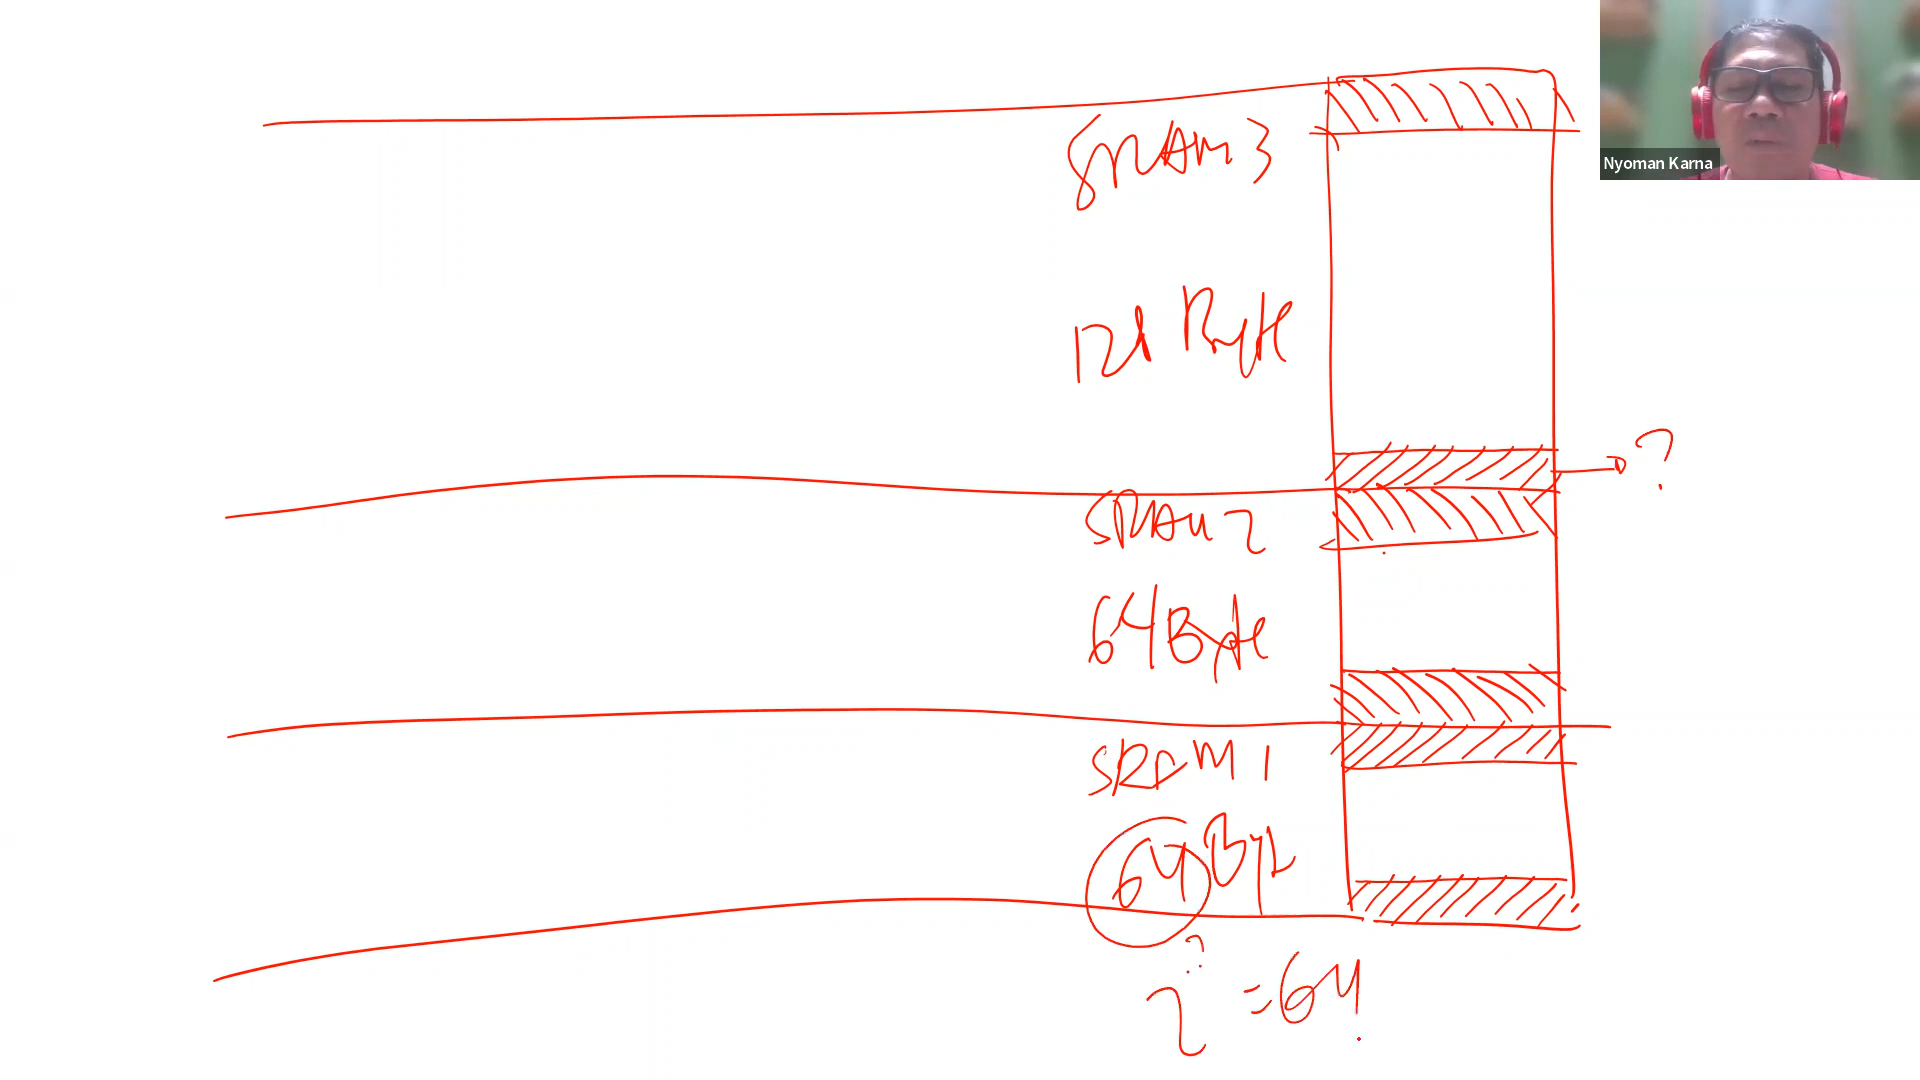 Nyoman Karna
SRAM 3
128 Byte
?
SRAM 2
64 Byte
SRAM 1
64 Byte
2^? = 64